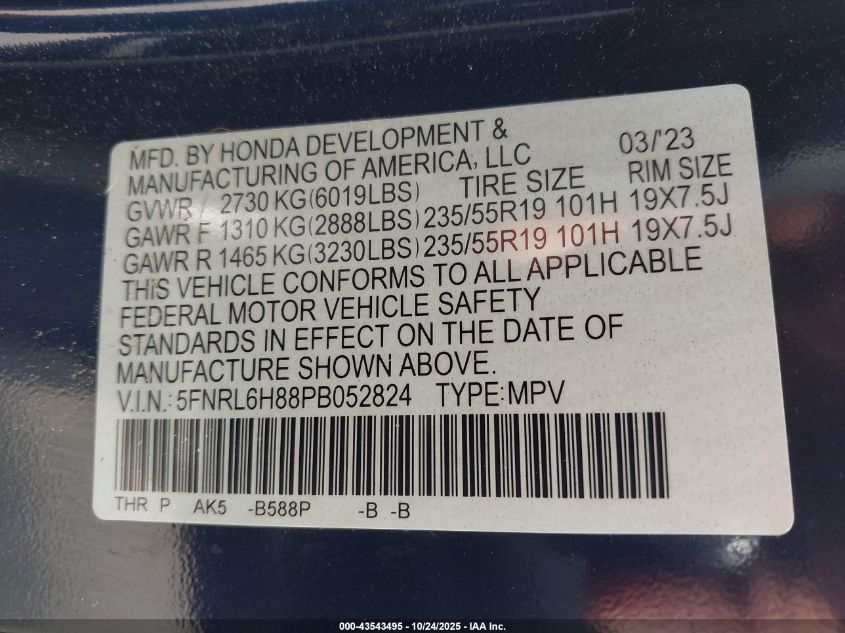 MFD. BY HONDA DEVELOPMENT & 03/'23
MANUFACTURING OF AMERICA, LLC
TIRE SIZE RIM SIZE
GVWR 2730 KG(6019LBS)
GAWR F 1310 KG(2888LBS) 235/55R19 101H 19X7.5J
GAWR R 1465 KG(3230LBS) 235/55R19 101H 19X7.5J
THIS VEHICLE CONFORMS TO ALL APPLICABLE
FEDERAL MOTOR VEHICLE SAFETY
STANDARDS IN EFFECT ON THE DATE OF
MANUFACTURE SHOWN ABOVE.
V.I.N.: 5FNRL6H88PB052824 TYPE:MPV
THR P AK5 -B588P -B -B
000-43543495 - 10/24/2025 - IAA Inc.